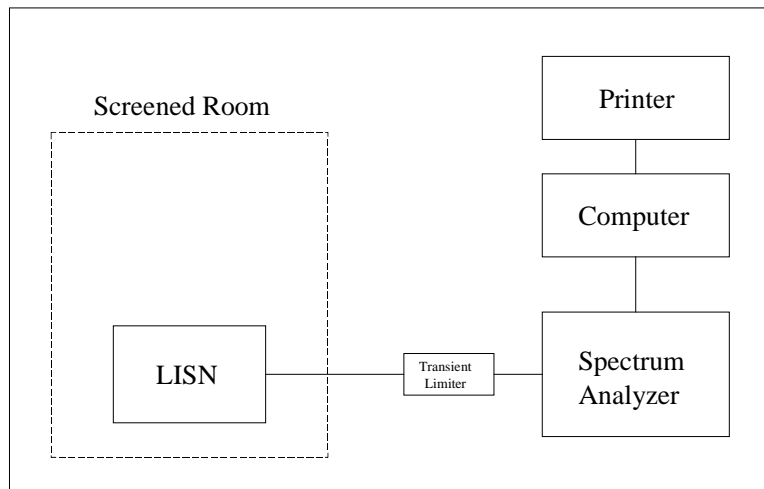 Screened Room
Printer
Computer
LISN
Transient
Limiter
Spectrum
Analyzer